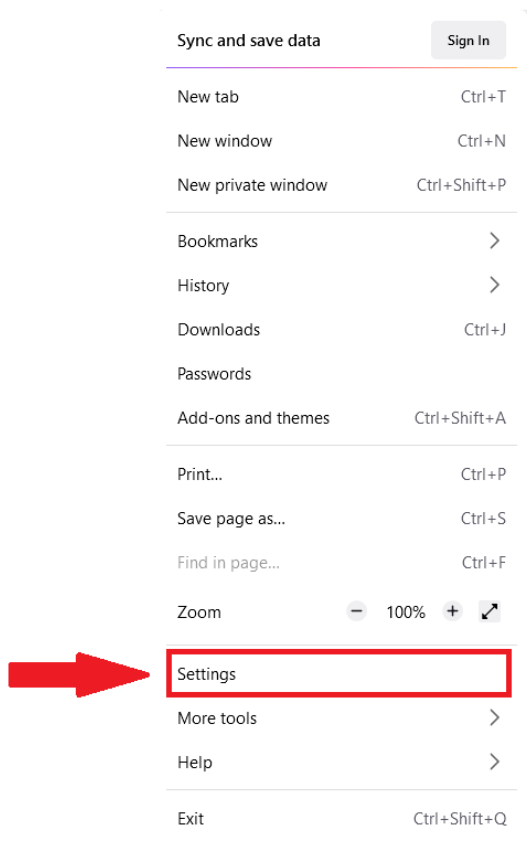 Sync and save data Sign In
New tab Ctrl+T
New window Ctrl+N
New private window Ctrl+Shift+P
Bookmarks
History
Downloads Ctrl+J
Passwords
Add-ons and themes Ctrl+Shift+A
Print... Ctrl+P
Save page as... Ctrl+S
Find in page... Ctrl+F
Zoom − 100% +
Settings
More tools
Help
Exit Ctrl+Shift+Q